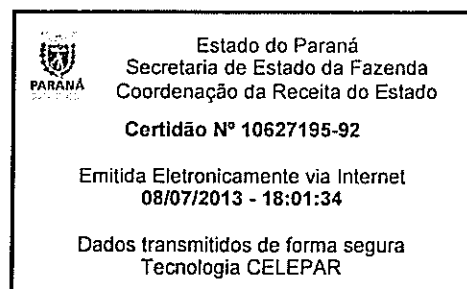 Estado do Paraná
Secretaria de Estado da Fazenda
PARANÁ
Coordenação da Receita do Estado
Certidão Nº 10627195-92
Emitida Eletronicamente via Internet
08/07/2013 - 18:01:34
Dados transmitidos de forma segura
Tecnologia CELEPAR